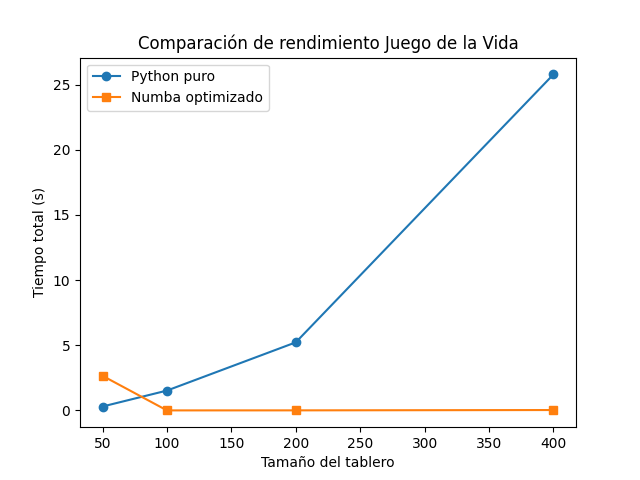 Comparación de rendimiento Juego de la Vida
Python puro
Numba optimizado
Tiempo total (s)
25
20
15
10
5
0
50
100
150
200
250
300
350
400
Tamaño del tablero